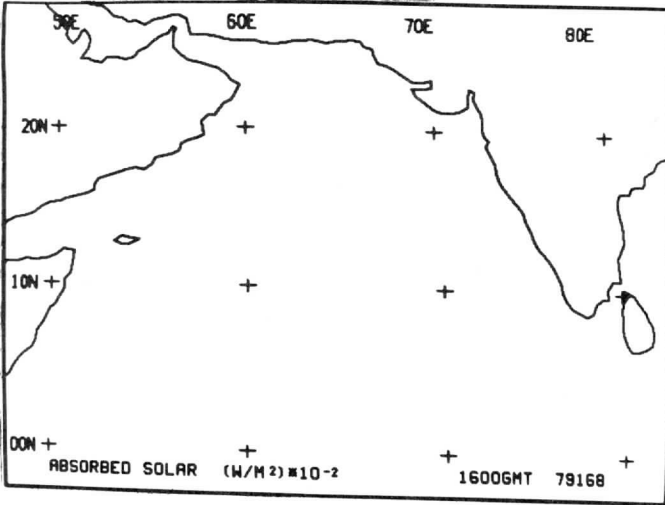 50E 60E 70E 80E
20N
10N
00N
ABSORBED SOLAR (W/M²)*10⁻²
1600GMT 79168